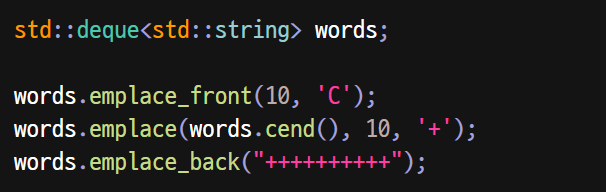 std::deque<std::string> words;
words.emplace_front(10, 'C');
words.emplace(words.cend(), 10, '+');
words.emplace_back("++++++++++");